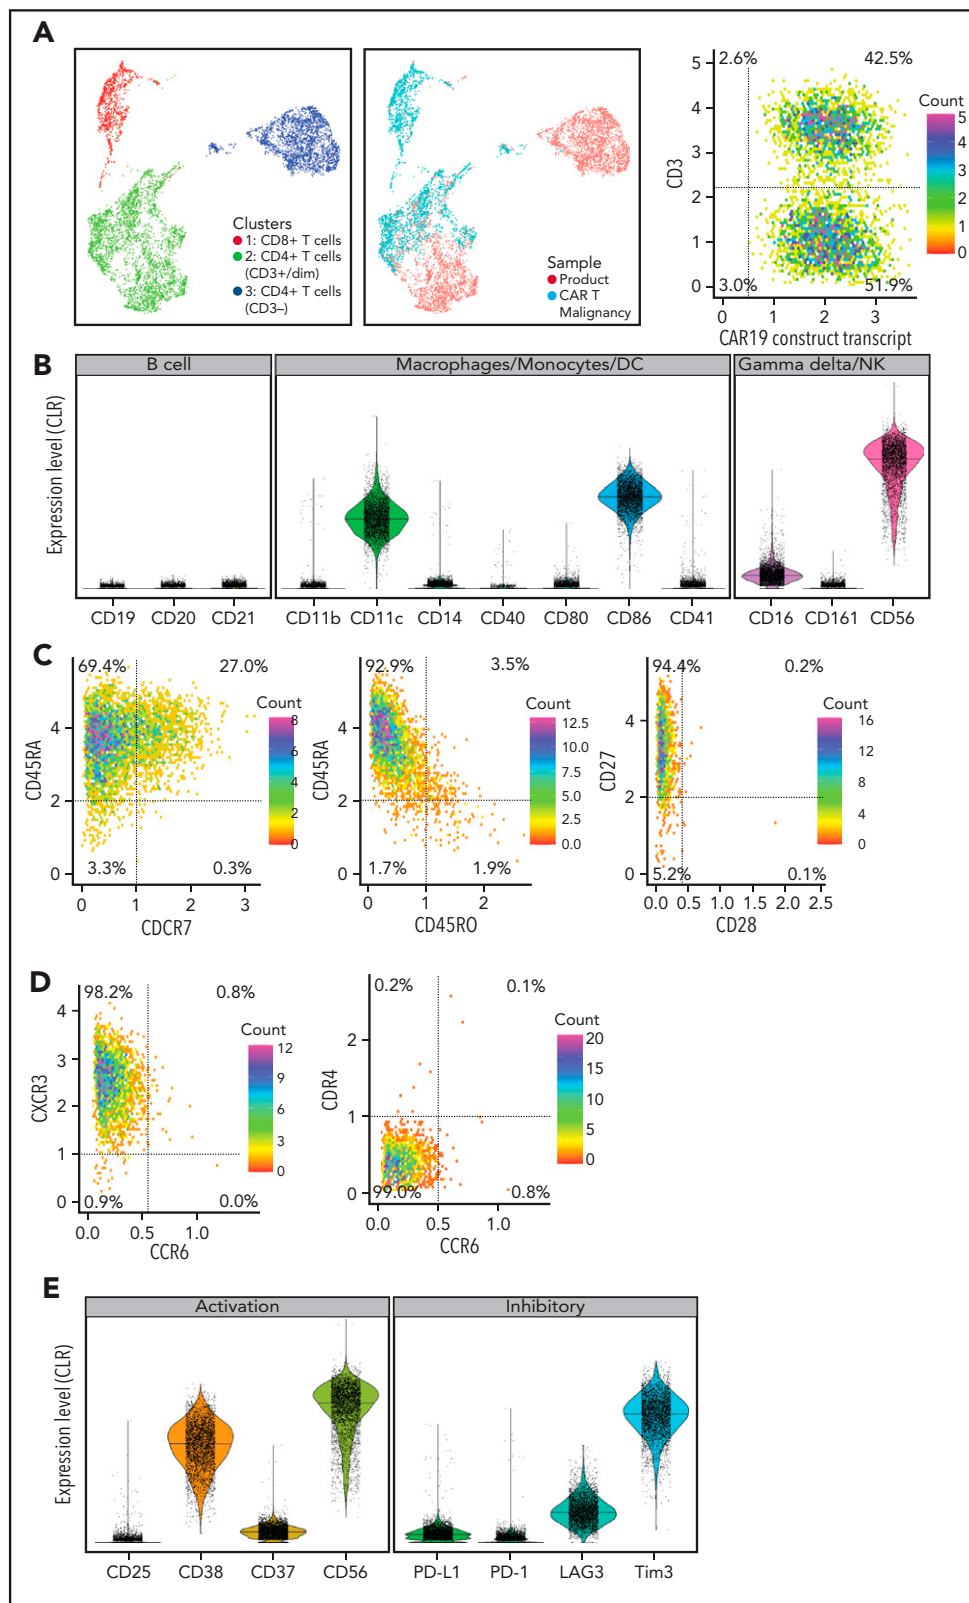 A
Clusters
1: CD8+ T cells
2: CD4+ T cells
(CD3+/dim)
3: CD4+ T cells
(CD3–)
Sample
Product
CAR T
Malignancy
2.6%
42.5%
5
4
3
2
1
0
CD3
3.0%
51.9%
0
1
2
3
CAR19 construct transcript
Count
5
4
3
2
1
0
B
B cell
Macrophages/Monocytes/DC
Gamma delta/NK
Expression level (CLR)
CD19
CD20
CD21
CD11b
CD11c
CD14
CD40
CD80
CD86
CD41
CD16
CD161
CD56
C
69.4%
27.0%
CD45RA
4
2
0
3.3%
0.3%
0
1
2
3
CDCR7
Count
8
6
4
2
0
92.9%
3.5%
CD45RA
4
2
0
1.7%
1.9%
0
1
2
CD45RO
Count
12.5
10.0
7.5
5.0
2.5
0.0
94.4%
0.2%
CD27
4
2
0
5.2%
0.1%
0.0
0.5
1.0
1.5
2.0
2.5
CD28
Count
16
12
8
4
0
D
98.2%
0.8%
CXCR3
4
3
2
1
0
0.9%
0.0%
0.0
0.5
1.0
CCR6
Count
12
9
6
3
0
0.2%
0.1%
CDR4
2
1
0
99.0%
0.8%
0.0
0.5
1.0
CCR6
Count
20
15
10
5
0
E
Activation
Inhibitory
Expression level (CLR)
CD25
CD38
CD37
CD56
PD-L1
PD-1
LAG3
Tim3